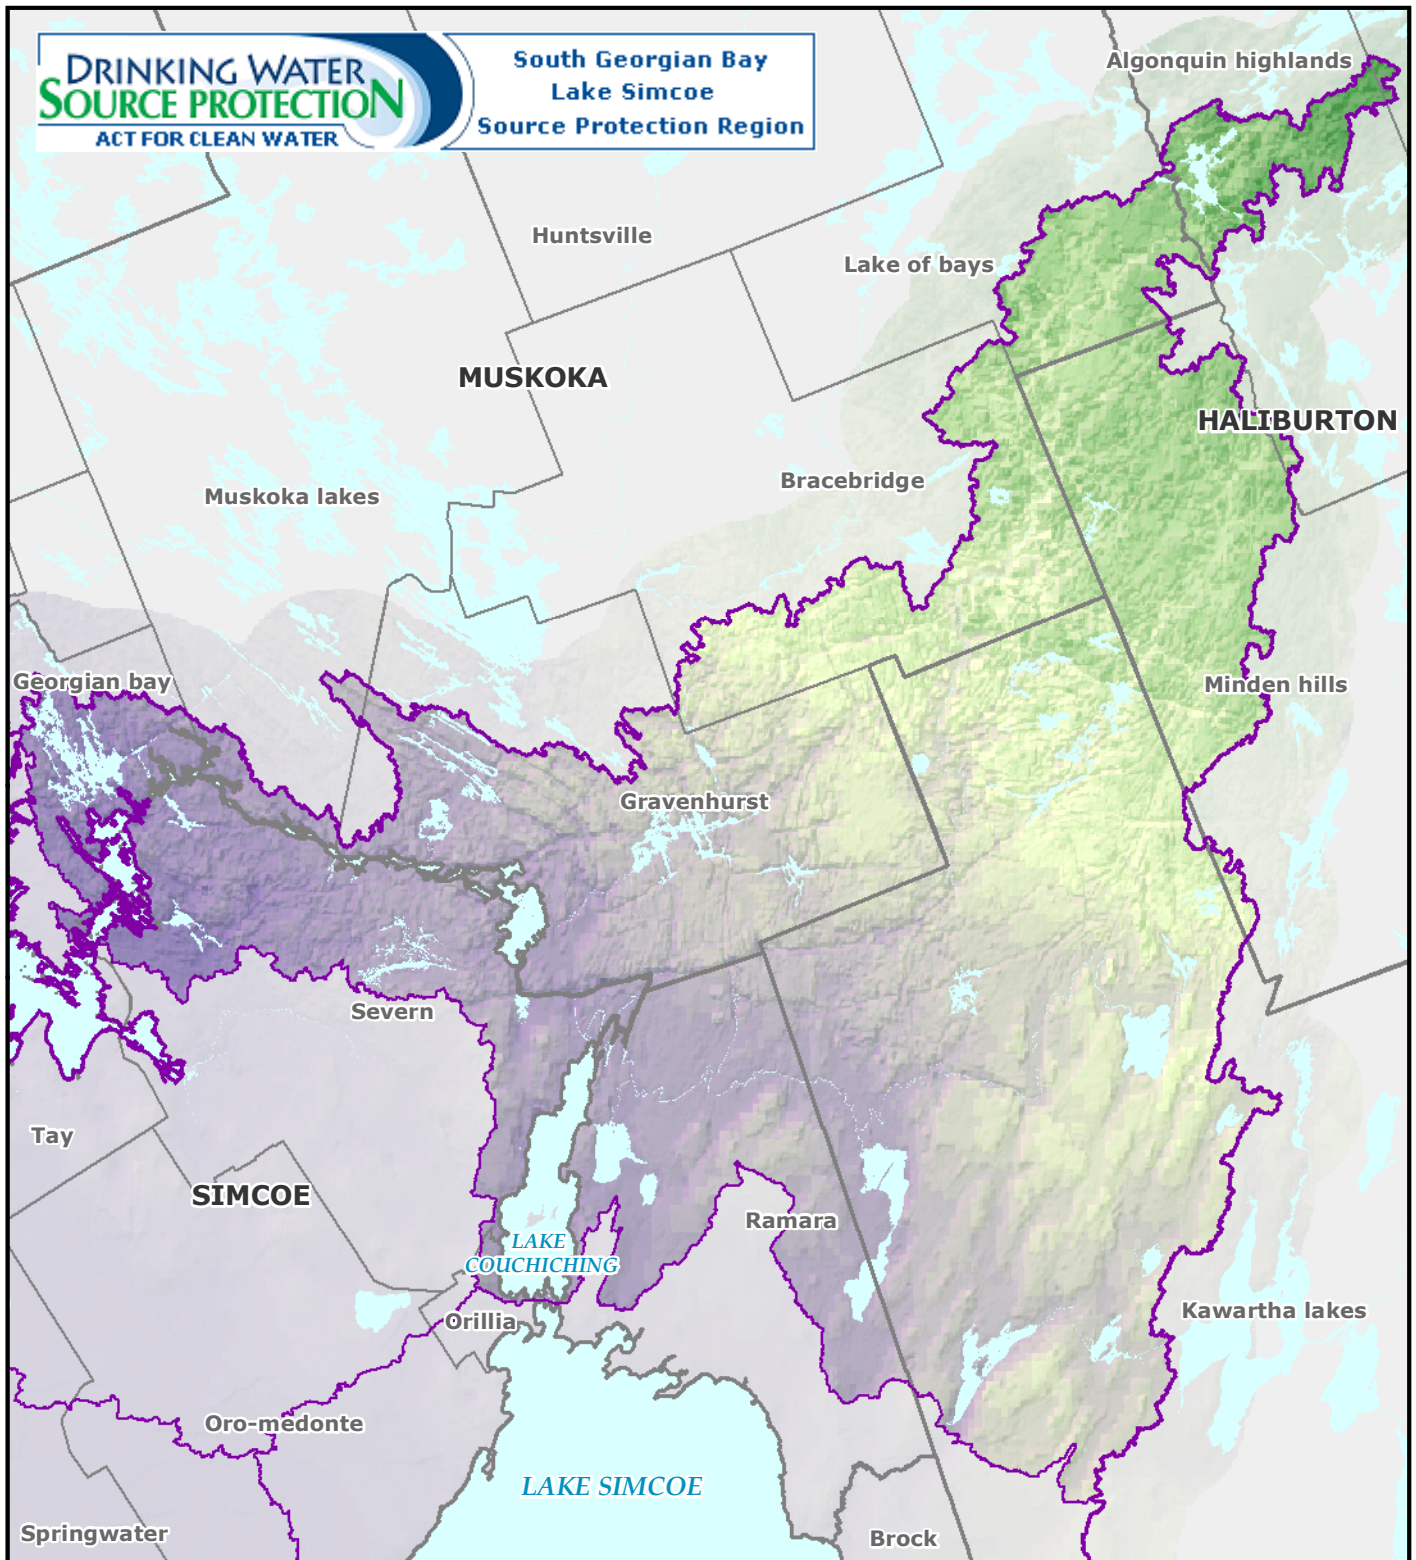 DRINKING WATER
SOURCE PROTECTION
ACT FOR CLEAN WATER
South Georgian Bay
Lake Simcoe
Source Protection Region
Algonquin highlands
Huntsville
Lake of bays
MUSKOKA
HALIBURTON
Bracebridge
Muskoka lakes
Georgian bay
Minden hills
Gravenhurst
Severn
Tay
SIMCOE
Ramara
LAKE
COUCHICHING
Kawartha lakes
Orillia
Oro-medonte
LAKE SIMCOE
Springwater
Brock